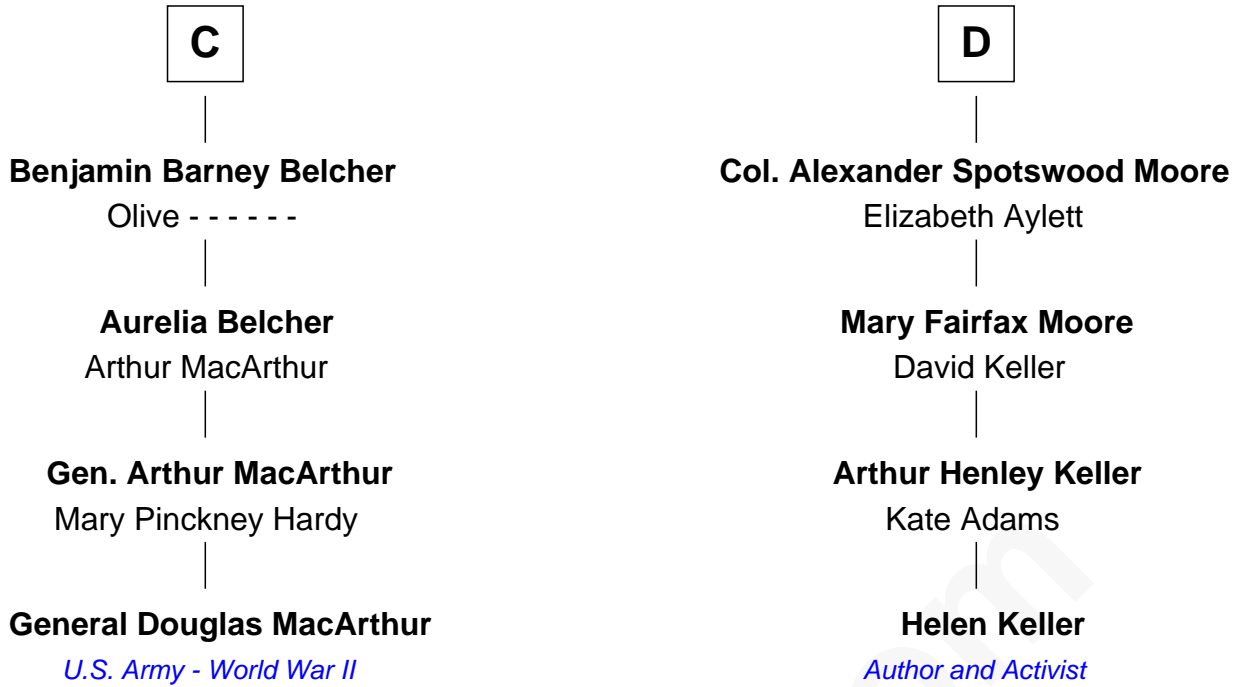 C
D
Benjamin Barney Belcher
Olive - - - - - -
Col. Alexander Spotswood Moore
Elizabeth Aylett
Aurelia Belcher
Arthur MacArthur
Mary Fairfax Moore
David Keller
Gen. Arthur MacArthur
Mary Pinckney Hardy
Arthur Henley Keller
Kate Adams
General Douglas MacArthur
U.S. Army - World War II
Helen Keller
Author and Activist